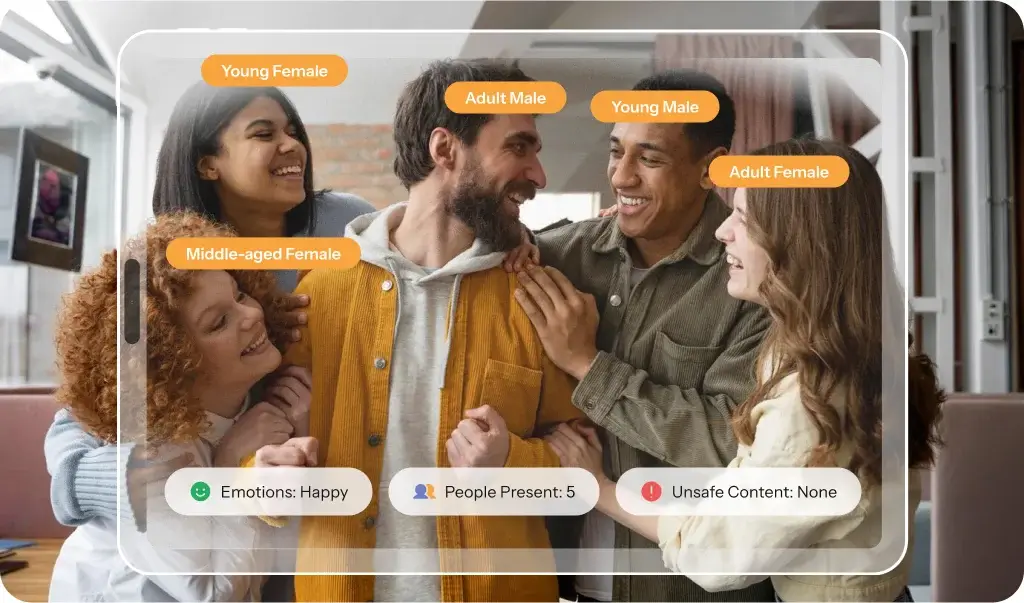 Young Female
Adult Male
Young Male
Adult Female
Middle-aged Female
Emotions: Happy
People Present: 5
Unsafe Content: None